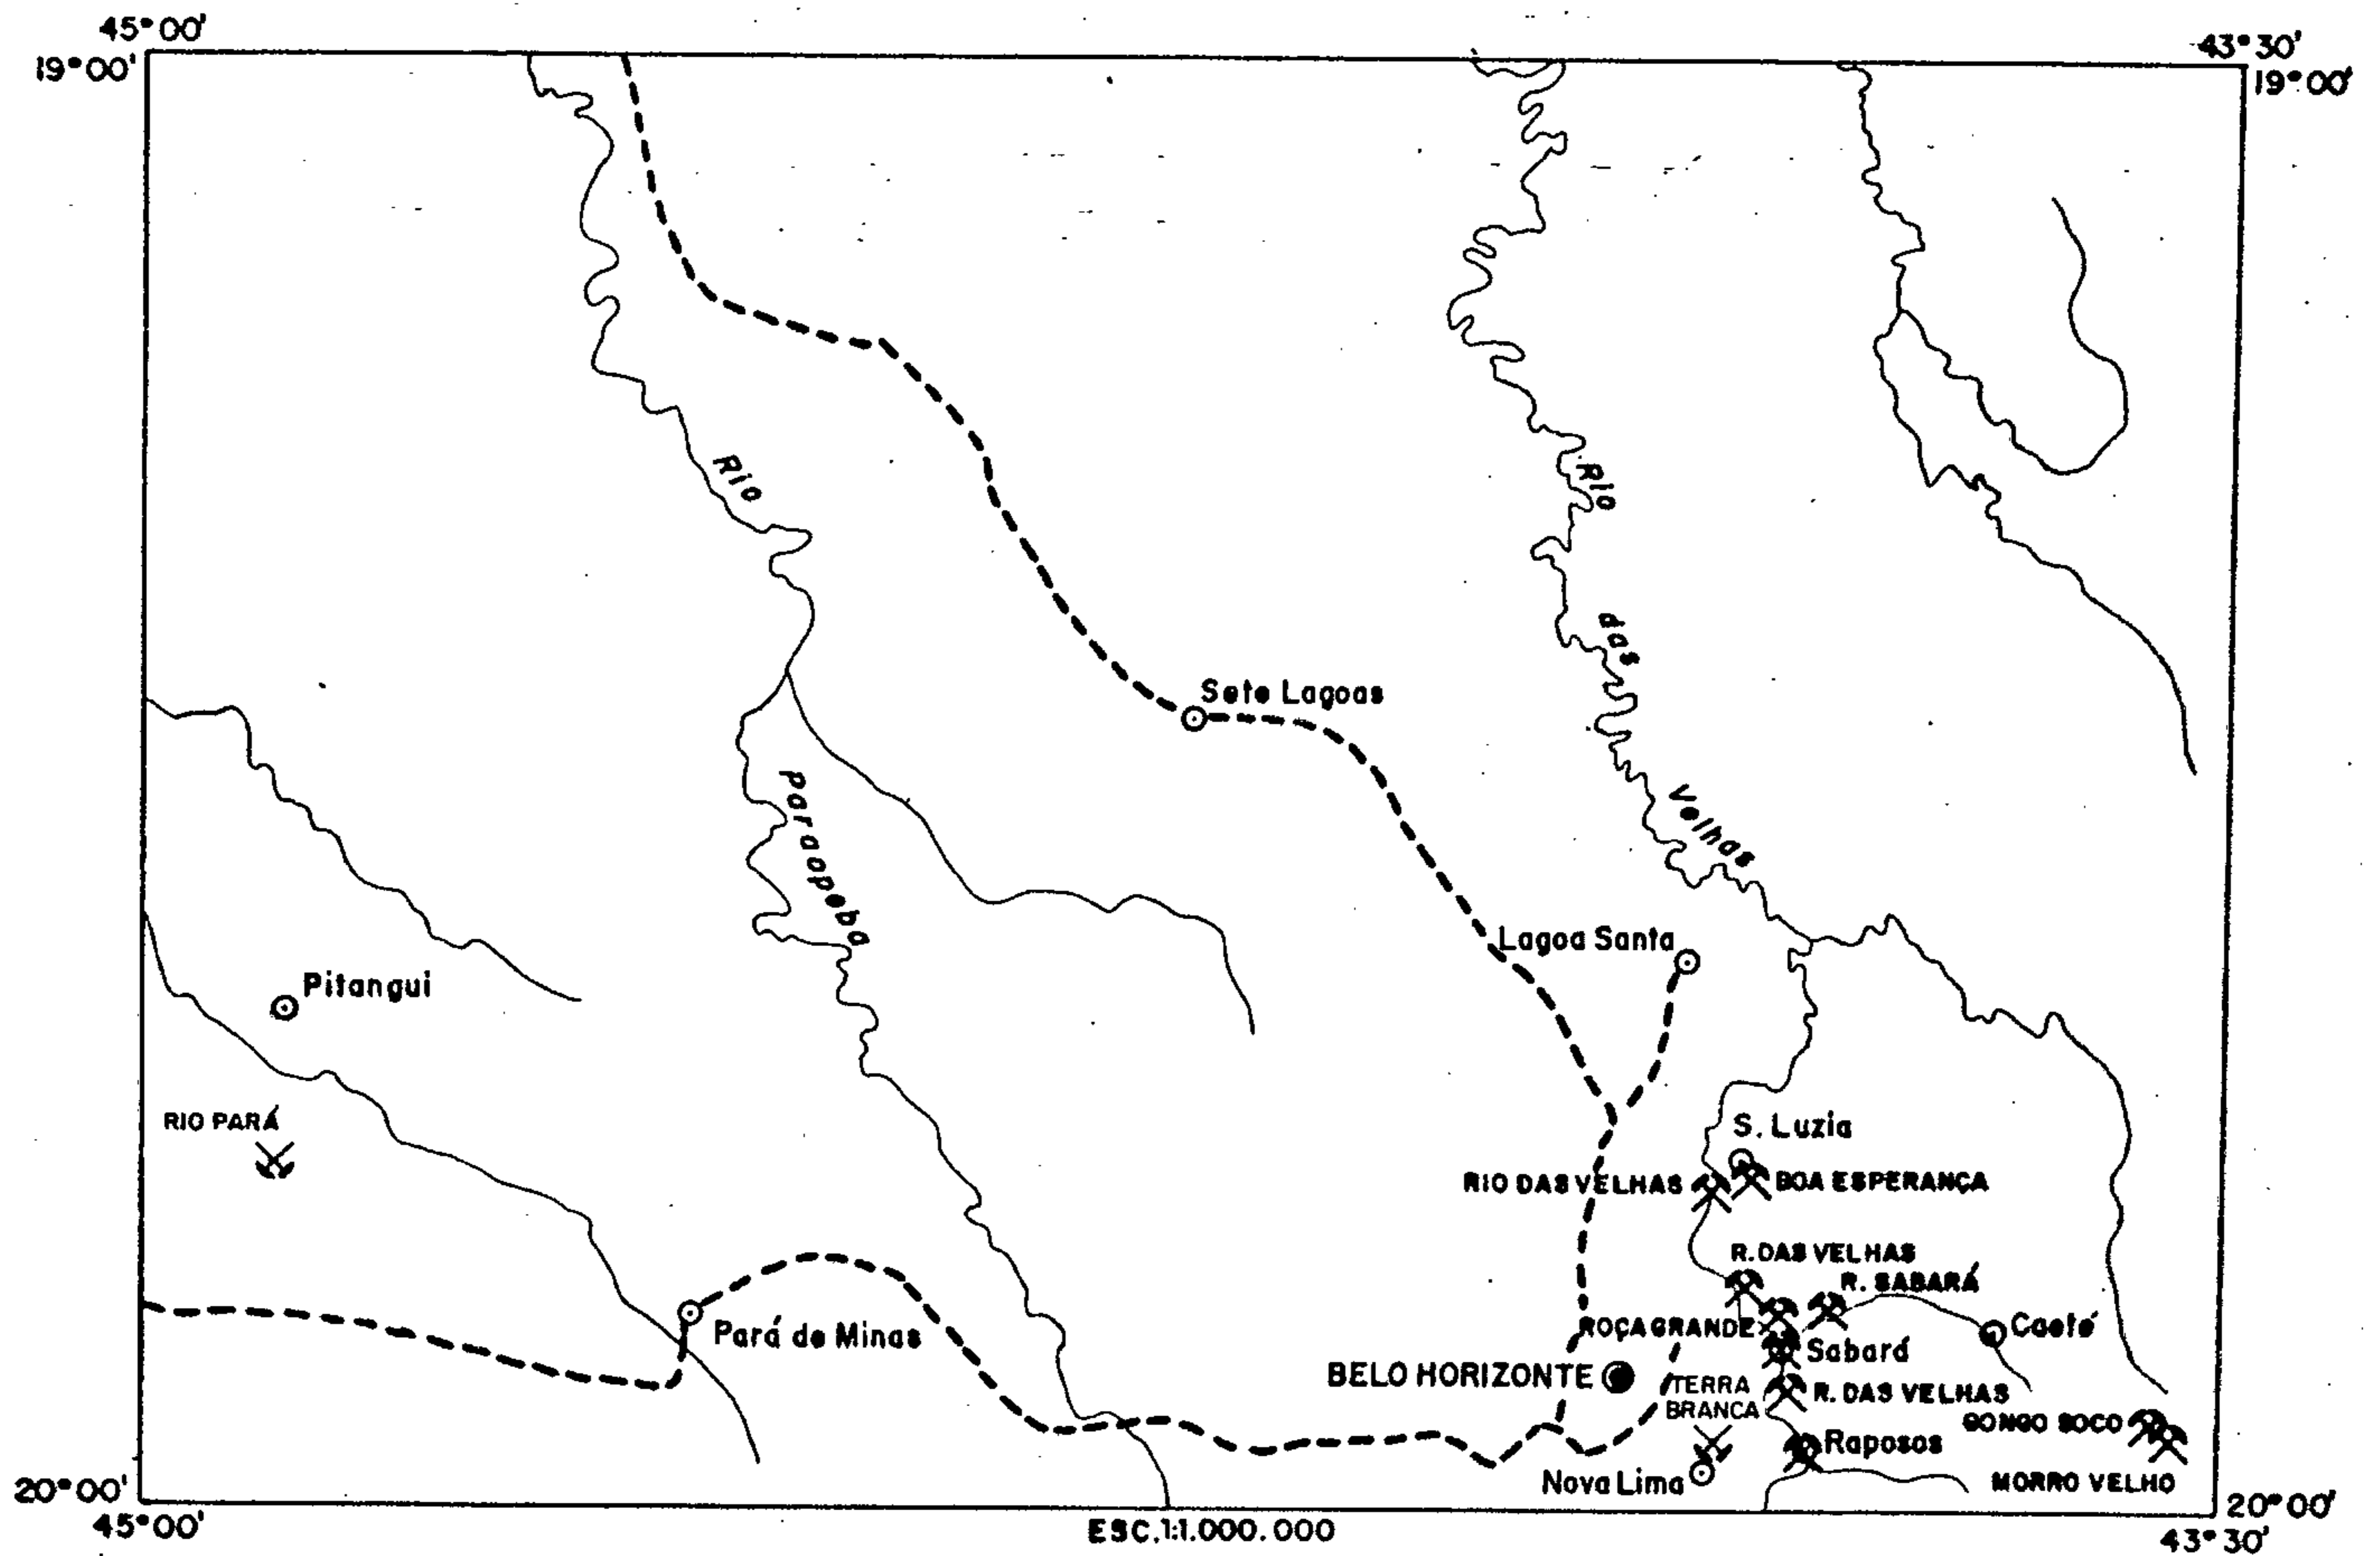 45°00'
43°30'
19°00'
19°00'
Rio
Rio
das
Sete Lagoas
Paraopeba
Velhas
Lagoa Santa
Pitangui
RIO PARÁ
S. Luzia
RIO DAS VELHAS
BOA ESPERANÇA
R. DAS VELHAS
R. SABARÁ
ROÇA GRANDE
Caeté
Pará de Minas
Sabará
BELO HORIZONTE
TERRA
BRANCA
R. DAS VELHAS
GONGO SOCO
Raposos
Nova Lima
MORRO VELHO
20°00'
20°00'
45°00'
ESC. 1:1.000.000
43°30'